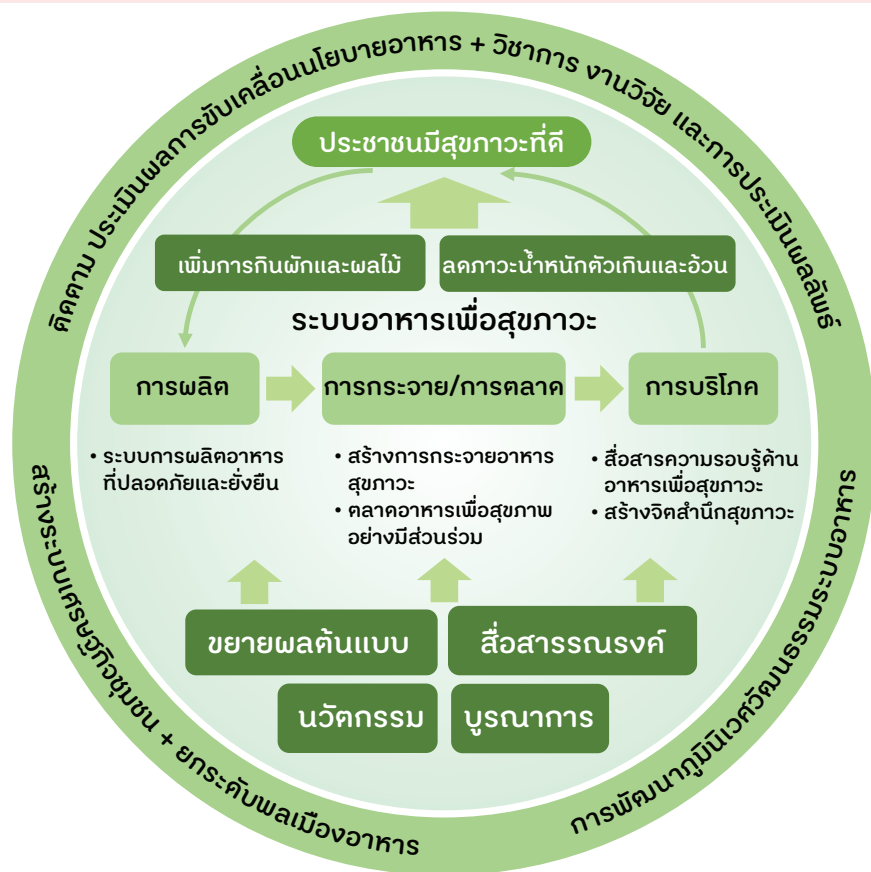 ติดตาม ประเมินผลการขับเคลื่อนนโยบายอาหาร + วิชาการ งานวิจัย และการประเมินผลลัพธ์
ประชาชนมีสุขภาวะที่ดี
เพิ่มการกินผักและผลไม้
ลดภาวะน้ำหนักตัวเกินและอ้วน
ระบบอาหารเพื่อสุขภาวะ
การผลิต
การกระจาย/การตลาด
การบริโภค
• ระบบการผลิตอาหาร
ที่ปลอดภัยและยั่งยืน
• สร้างการกระจายอาหาร
สุขภาวะ
• ตลาดอาหารเพื่อสุขภาพ
อย่างมีส่วนร่วม
• สื่อสารความรอบรู้ด้าน
อาหารเพื่อสุขภาวะ
• สร้างจิตสำนึกสุขภาวะ
ขยายผลต้นแบบ
สื่อสารรณรงค์
นวัตกรรม
บูรณาการ
สร้างระบบเศรษฐกิจชุมชน + ยกระดับพลเมืองอาหาร
การพัฒนาภูมินิเวศวัฒนธรรมระบบอาหาร